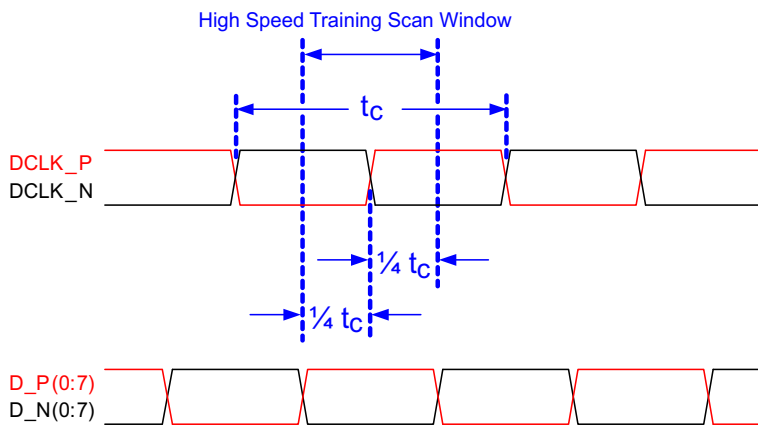 High Speed Training Scan Window
tC
DCLK_P
DCLK_N
¼ tC
¼ tC
D_P(0:7)
D_N(0:7)